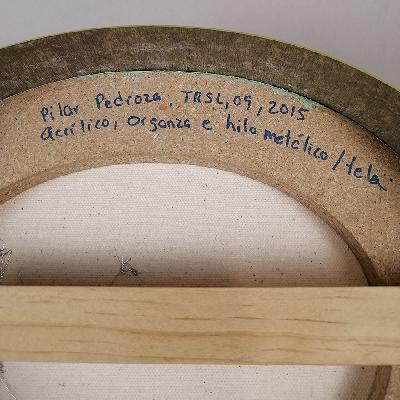 Pilar Pedroza, TRSL, 09, 2015
acrílico, organza e hilo metálico / tela